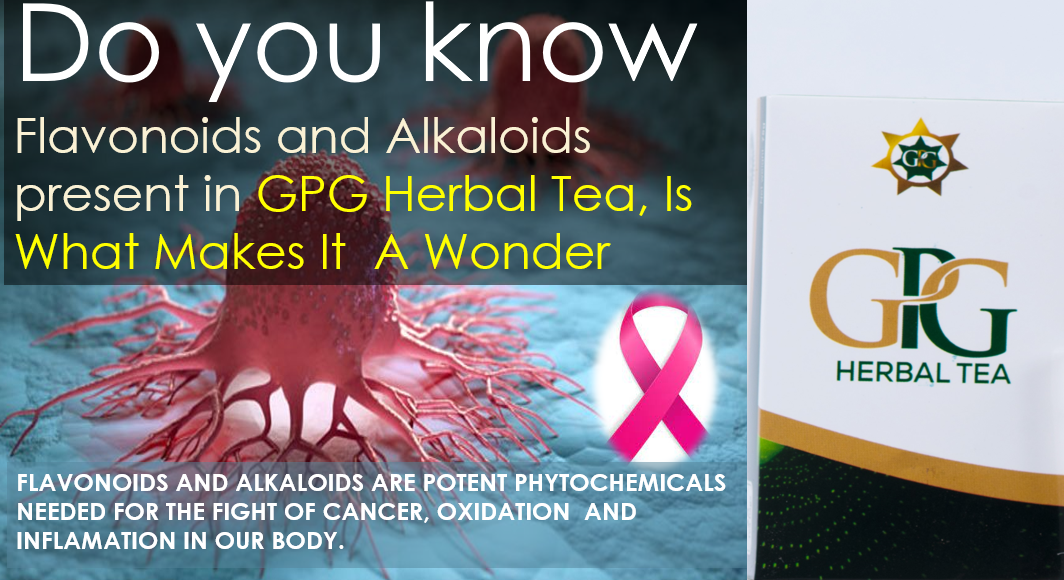 Do you know
Flavonoids and Alkaloids
present in GPG Herbal Tea, Is
What Makes It A Wonder
FLAVONOIDS AND ALKALOIDS ARE POTENT PHYTOCHEMICALS
NEEDED FOR THE FIGHT OF CANCER, OXIDATION AND
INFLAMATION IN OUR BODY.
GPG
GPG
HERBAL TEA